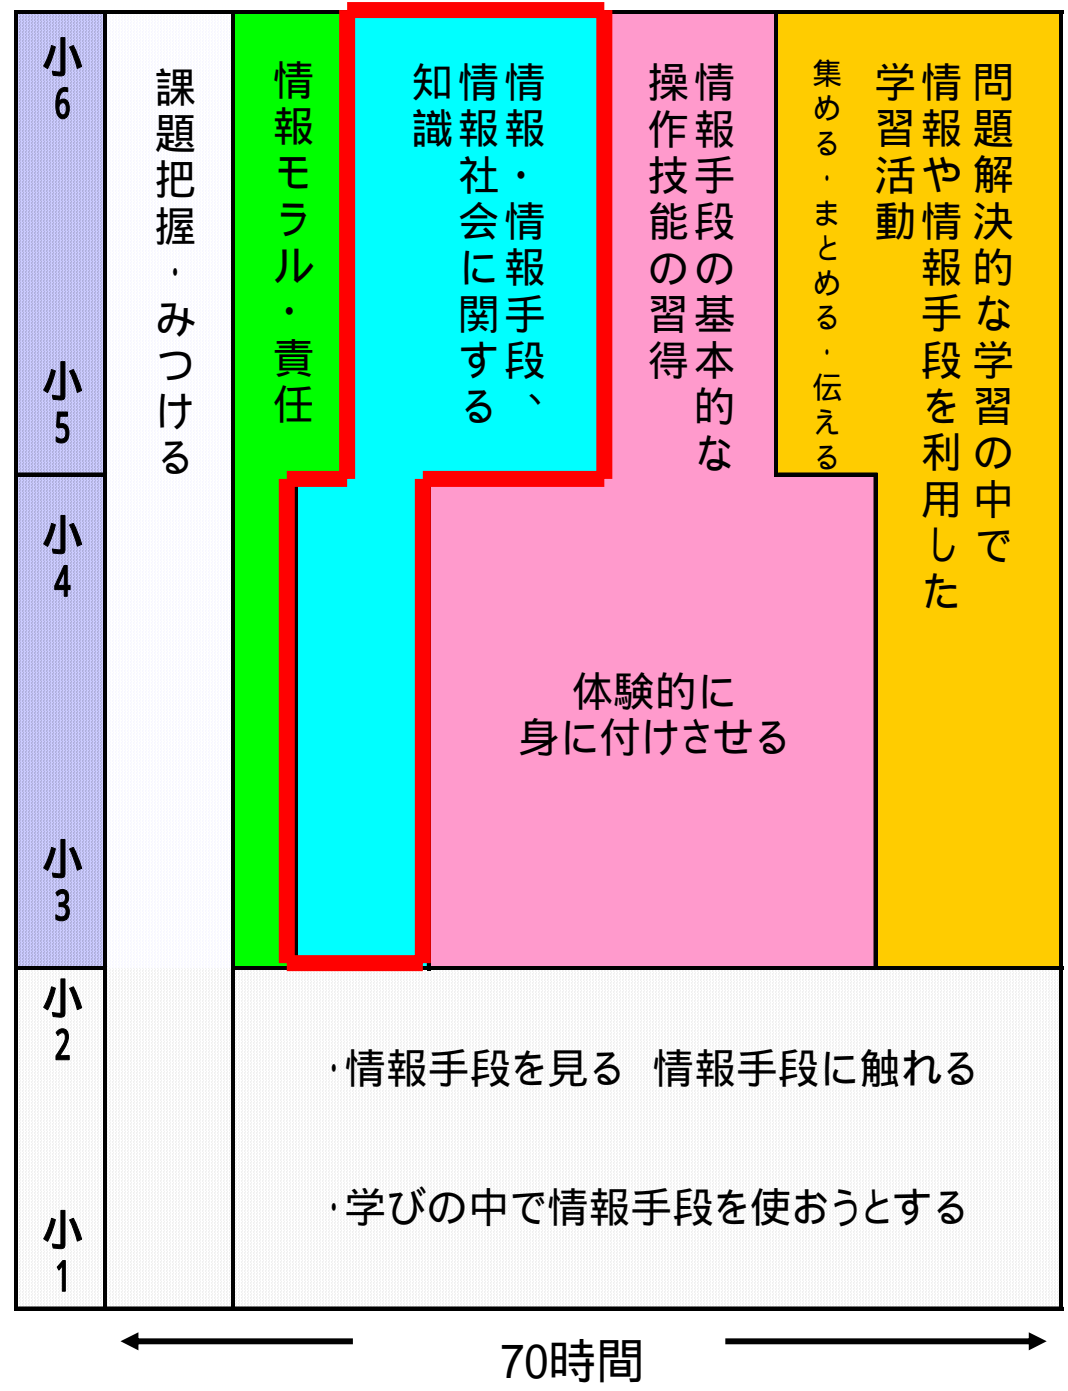 小6
小5
小4
小3
小2
小1
課題把握・みつける
情報モラル・責任
情報・情報手段、
情報社会に関する
知識
情報手段の基本的な
操作技能の習得
体験的に
身に付けさせる
問題解決的な学習の中で
情報や情報手段を利用した
学習活動
集める・まとめる・伝える
・情報手段を見る 情報手段に触れる
・学びの中で情報手段を使おうとする
70時間